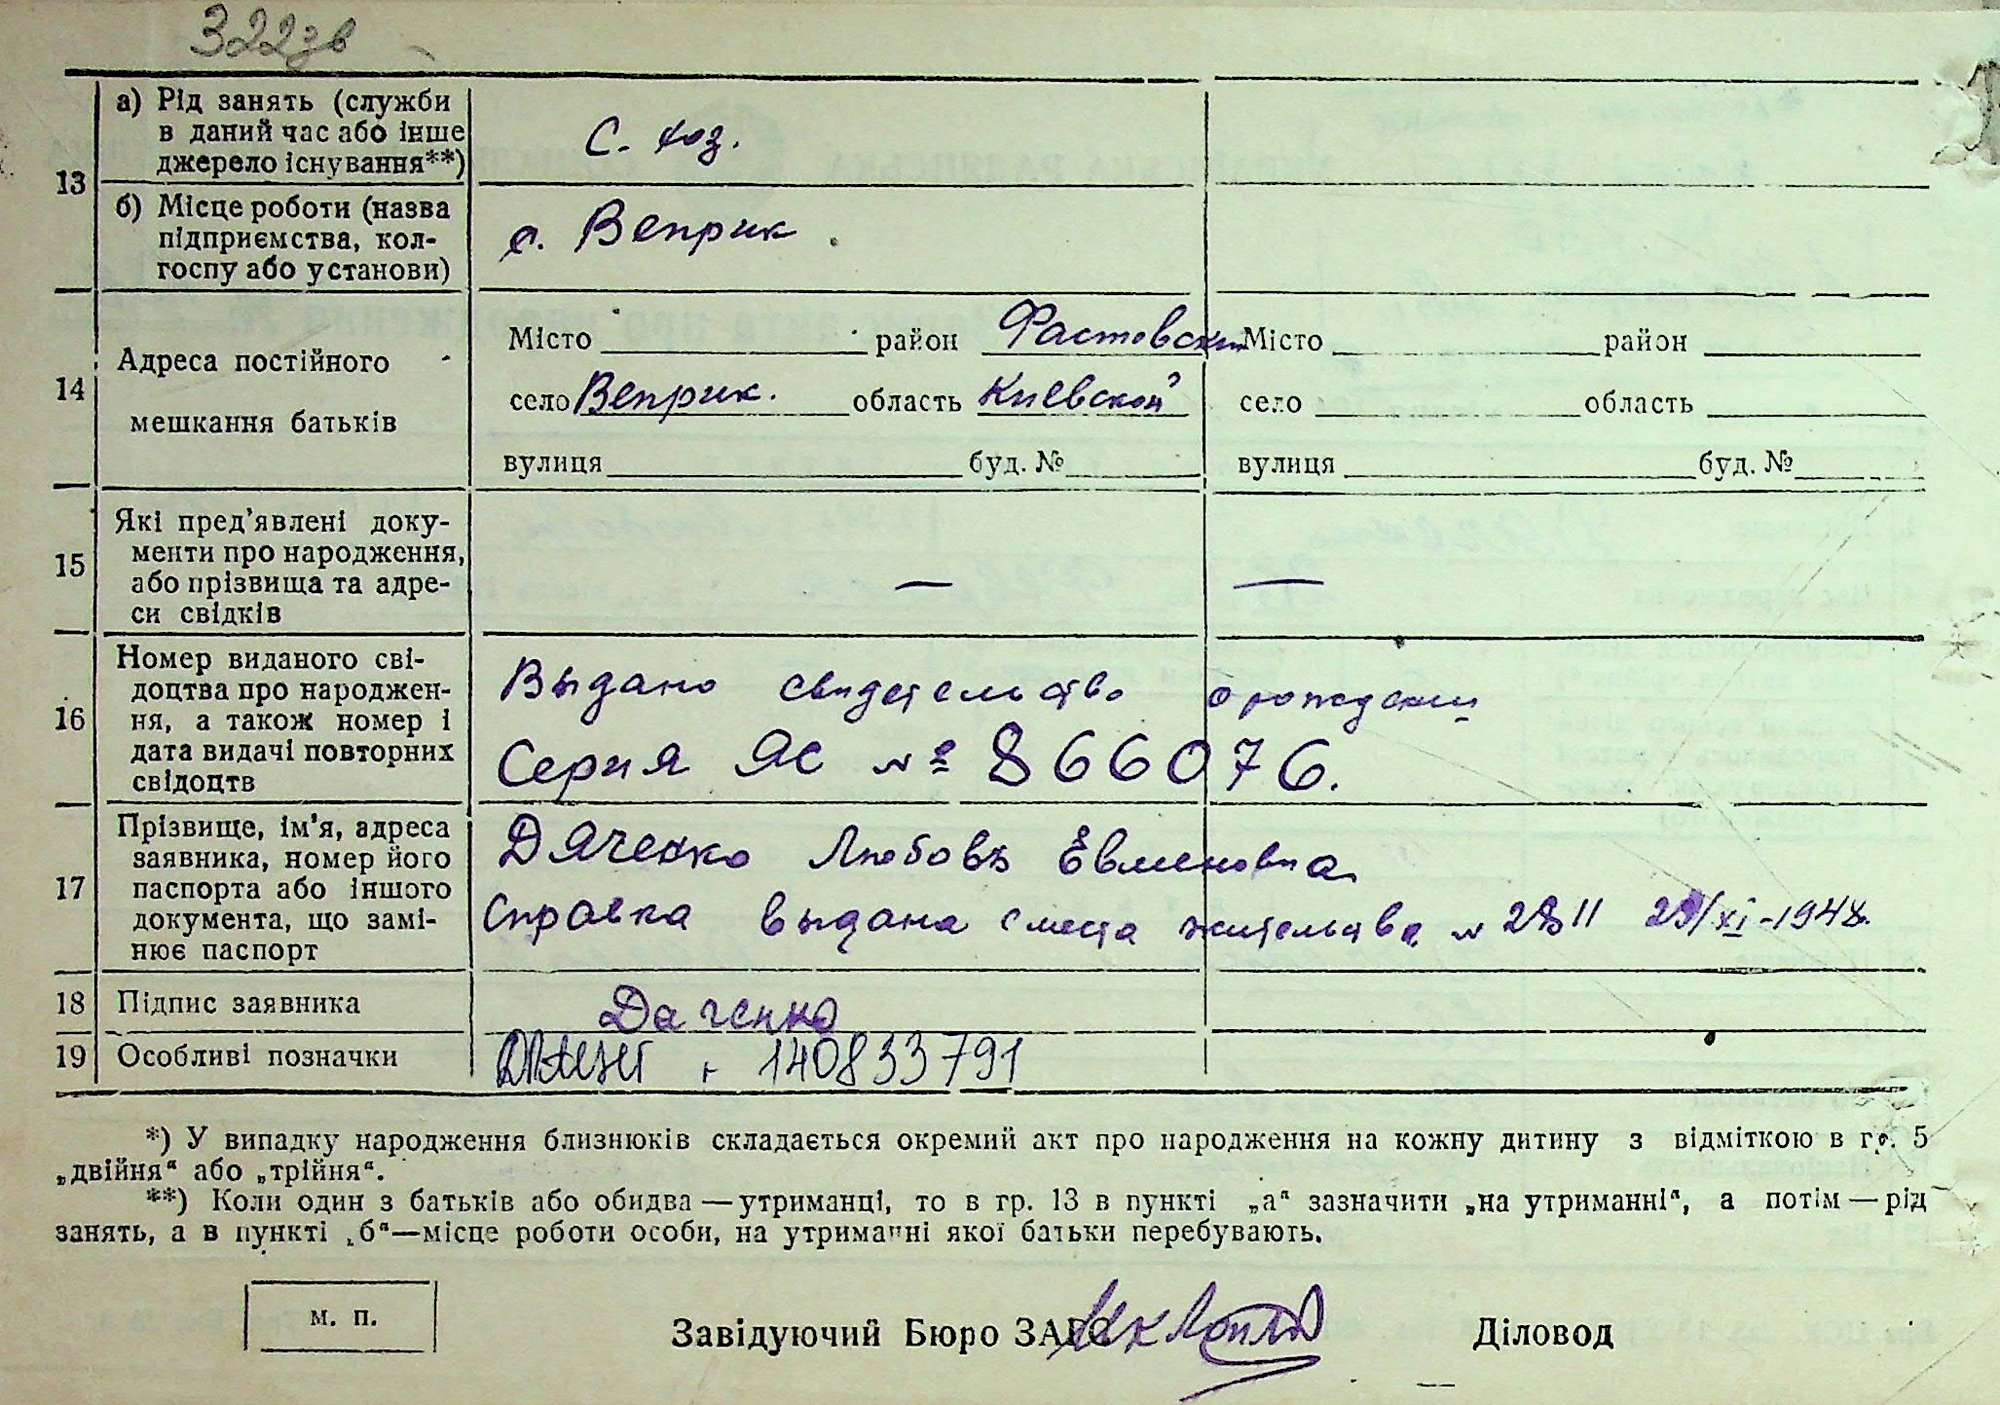 322зв
13
а) Рід занять (служби
в даний час або інше
джерело існування**)
С. хоз.
б) Місце роботи (назва
підприємства, кол-
госпу або установи)
с. Веприк.
14
Адреса постійного
мешкання батьків
Місто район Фастовский Місто район
село Веприк. область Киевской село область
вулиця буд. № вулиця буд. №
15
Які пред'явлені доку-
менти про народження,
або прізвища та адре-
си свідків
— —
16
Номер виданого сві-
доцтва про народжен-
ня, а також номер і
дата видачі повторних
свідоцтв
Выдано свидетельство о рождении
Серия ЯС № 866076.
17
Прізвище, ім'я, адреса
заявника, номер його
паспорта або іншого
документа, що замі-
нює паспорт
Дяченко Любовь Евменовна
Справка выдана с места жительства №
18 Підпис заявника Даченко
19 Особливі позначки 140833791
*) У випадку народження близнюків складається окремий акт про народження на кожну дитину з відміткою в гр. 5
„двійня“ або „трійня“.
**) Коли один з батьків або обидва — утриманці, то в гр. 13 в пункті „а“ зазначити „на утриманні“, а потім — рід
занять, а в пункті „б“—місце роботи особи, на утриманні якої батьки перебувають.
м. п.
Завідуючий Бюро ЗАГС Діловод